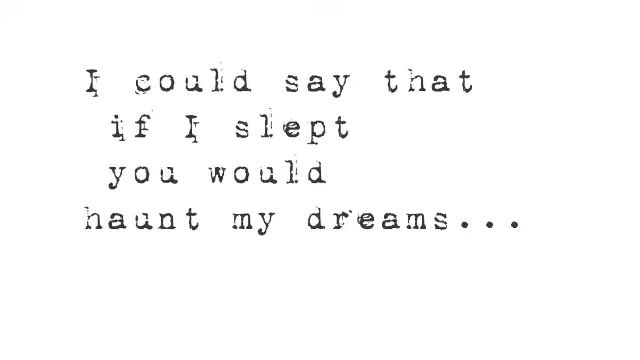 I could say that
if I slept
you would
haunt my dreams...